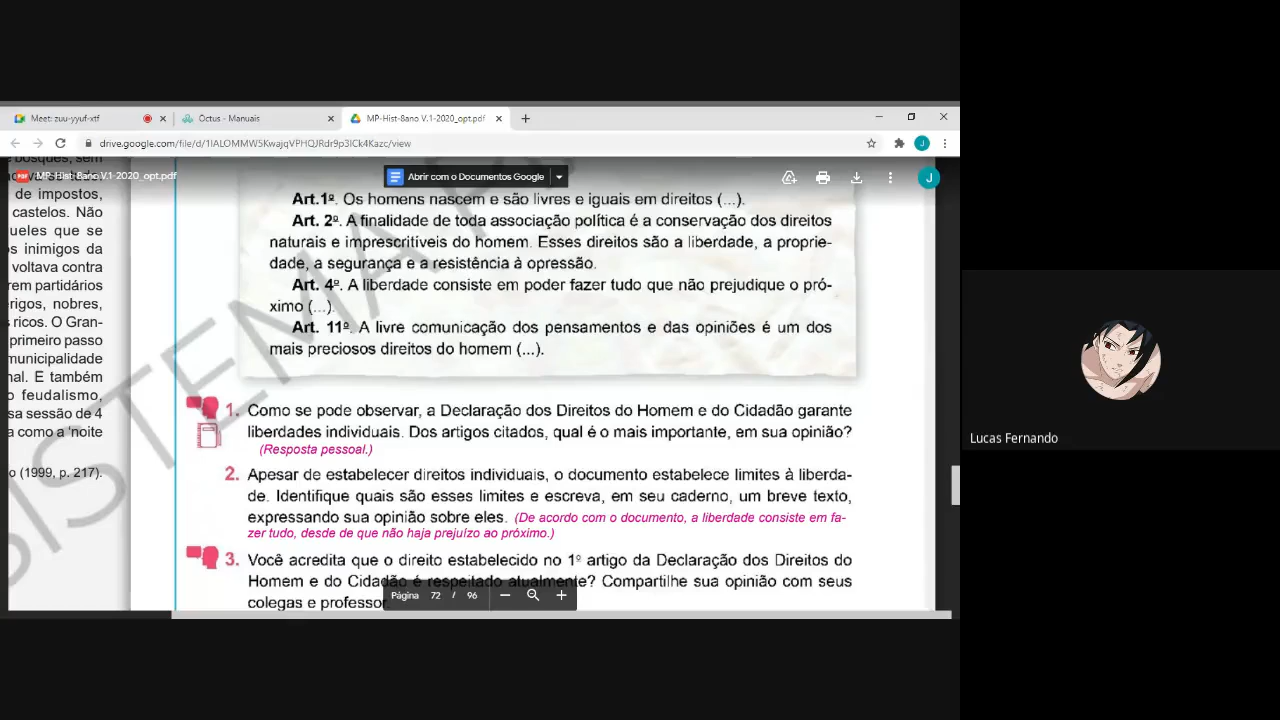 Meet: zuu-yyuf-xtf
Octus - Manuais
MP-Hist-8ano V.1-2020_opt.pdf
drive.google.com/file/d/1IALOMMW5KwajqVPHQJRdr9p3ICk4Kazc/view
J
MP-Hist-8ano V.1-2020_opt.pdf
Abrir com o Documentos Google
J
bosques, sem
de impostos,
castelos. Não
ueles que se
os inimigos da
voltava contra
rem partidários
erigos, nobres,
ricos. O Gran-
primeiro passo
municipalidade
nal. E também
o feudalismo,
sa sessão de 4
a como a 'noite
o (1999, p. 217).
SISTEMA
Art.1º. Os homens nascem e são livres e iguais em direitos (...).
Art. 2º. A finalidade de toda associação política é a conservação dos direitos
naturais e imprescritíveis do homem. Esses direitos são a liberdade, a proprie-
dade, a segurança e a resistência à opressão.
Art. 4º. A liberdade consiste em poder fazer tudo que não prejudique o pró-
ximo (...).
Art. 11º. A livre comunicação dos pensamentos e das opiniões é um dos
mais preciosos direitos do homem (...).
1. Como se pode observar, a Declaração dos Direitos do Homem e do Cidadão garante
liberdades individuais. Dos artigos citados, qual é o mais importante, em sua opinião?
(Resposta pessoal.)
2. Apesar de estabelecer direitos individuais, o documento estabelece limites à liberda-
de. Identifique quais são esses limites e escreva, em seu caderno, um breve texto,
expressando sua opinião sobre eles. (De acordo com o documento, a liberdade consiste em fa-
zer tudo, desde de que não haja prejuízo ao próximo.)
3. Você acredita que o direito estabelecido no 1º artigo da Declaração dos Direitos do
Homem e do Cidadão é respeitado atualmente? Compartilhe sua opinião com seus
colegas e professor.
Página 72 / 96
Lucas Fernando